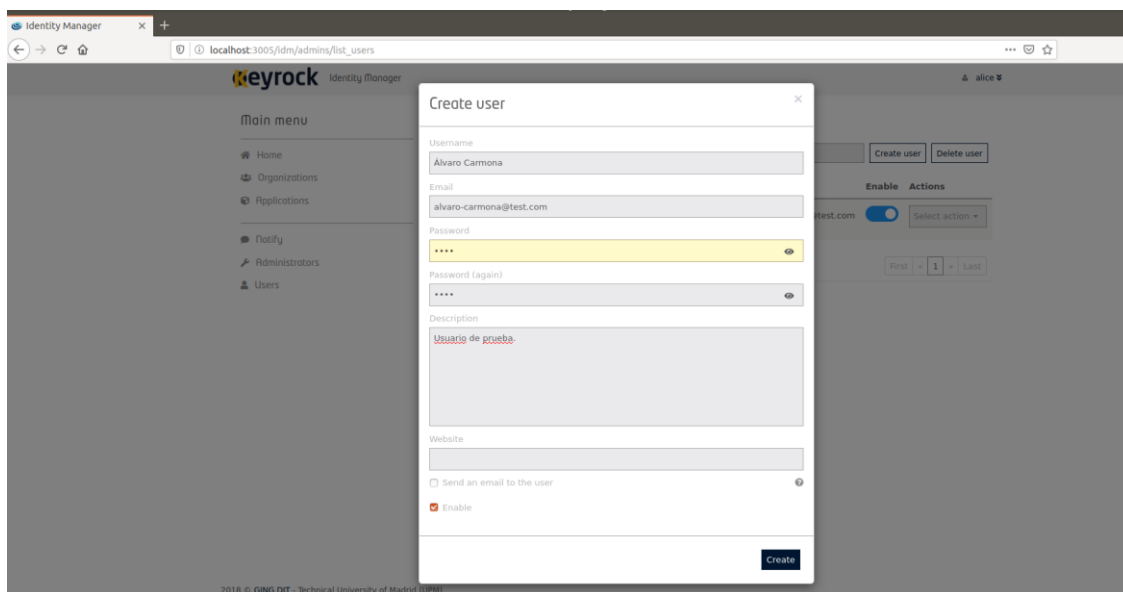 Identity Manager
localhost:3005/idm/admins/list_users
Keyrock Identity Manager
alice
Main menu
Home
Organizations
Applications
Notify
Administrators
Users
Create user
Username
Álvaro Carmona
Email
alvaro-carmona@test.com
Password
••••
Password (again)
••••
Description
Usuario de prueba.
Website
Send an email to the user
Enable
Create
Create user Delete user
Enable Actions
test.com Select action
First « 1 » Last
2018 © GING DIT - Technical University of Madrid (UPM)